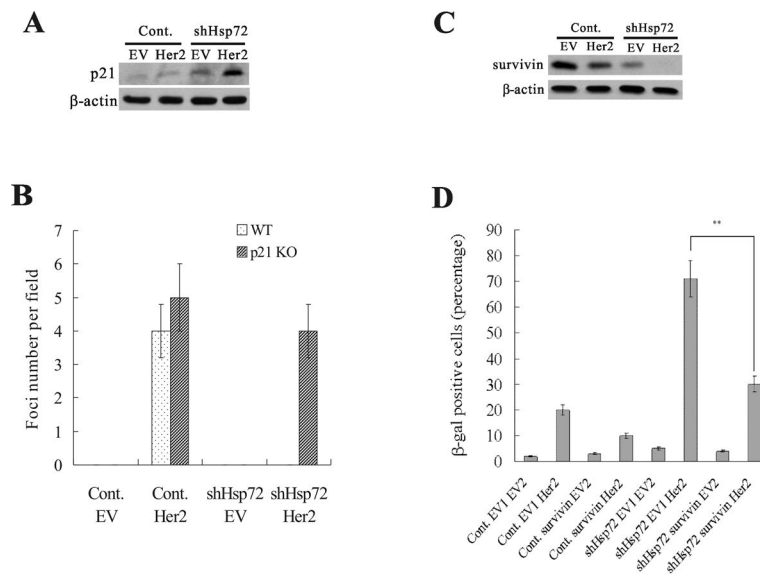 A
Cont. shHsp72
EV Her2 EV Her2
p21
β-actin
C
Cont. shHsp72
EV Her2 EV Her2
survivin
β-actin
B
7
6
5
4
3
2
1
0
Foci number per field
WT
p21 KO
Cont. Cont. shHsp72 shHsp72
EV Her2 EV Her2
D
90
80
70
60
50
40
30
20
10
0
β-gal positive cells (percentage)
**
Cont. EV1 EV2
Cont. EV1 Her2
Cont. survivin EV2
Cont. survivin Her2
shHsp72 EV1 EV2
shHsp72 EV1 Her2
shHsp72 survivin EV2
shHsp72 survivin Her2